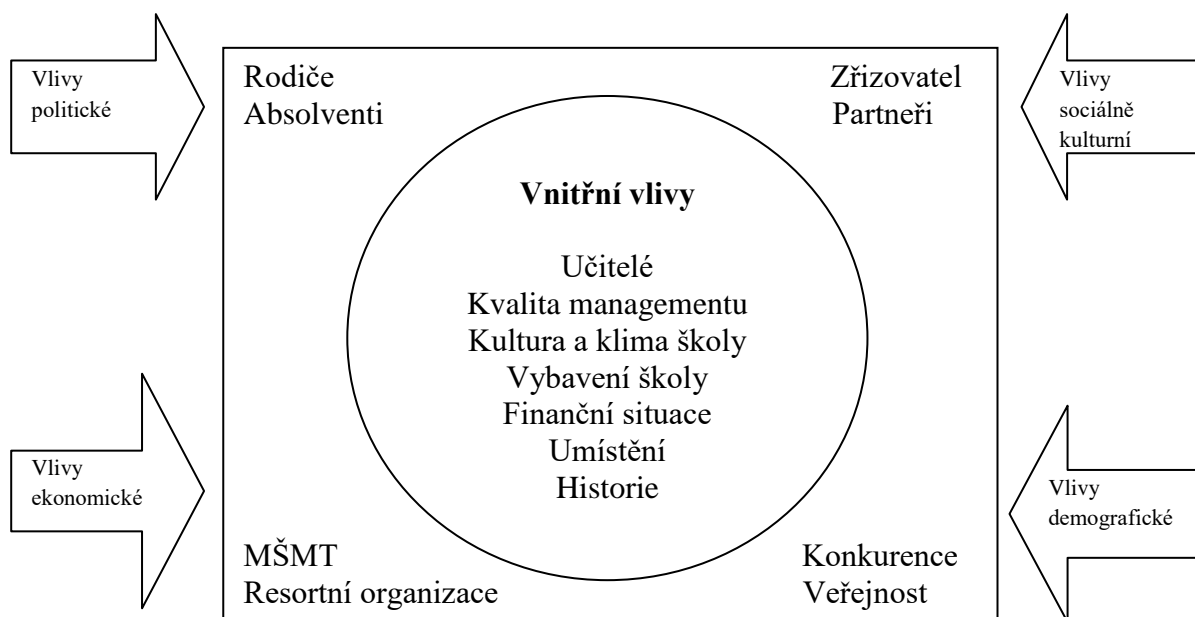 Vlivy
politické
Rodiče
Absolventi
Zřizovatel
Partneři
Vlivy
sociálně
kulturní
Vnitřní vlivy
Učitelé
Kvalita managementu
Kultura a klima školy
Vybavení školy
Finanční situace
Umístění
Historie
Vlivy
ekonomické
Vlivy
demografické
MŠMT
Resortní organizace
Konkurence
Veřejnost